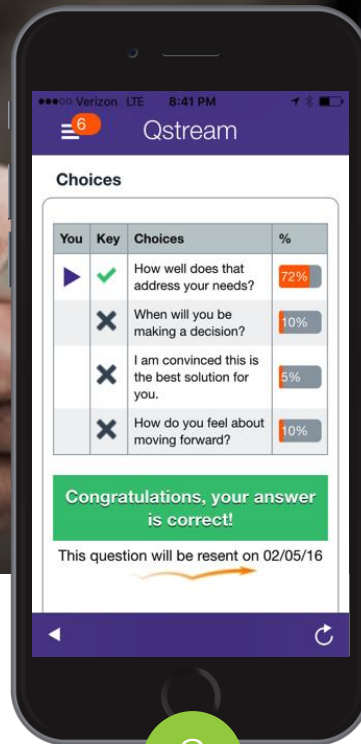 Verizon LTE 8:41 PM
6
Qstream
Choices
You Key Choices %
How well does that
address your needs?
72%
When will you be
making a decision?
10%
I am convinced this is
the best solution for
you.
5%
How do you feel about
moving forward?
10%
Congratulations, your answer
is correct!
This question will be resent on 02/05/16